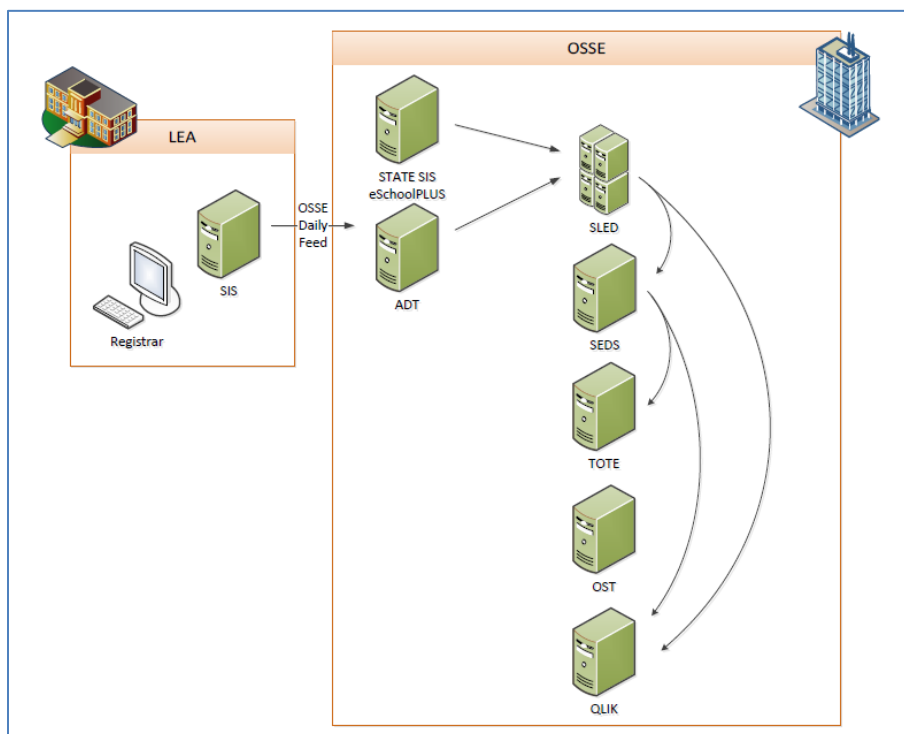 OSSE
LEA
STATE SIS
eSchoolPLUS
SLED
OSSE
Daily
Feed
SIS
ADT
Registrar
SEDS
TOTE
OST
QLIK